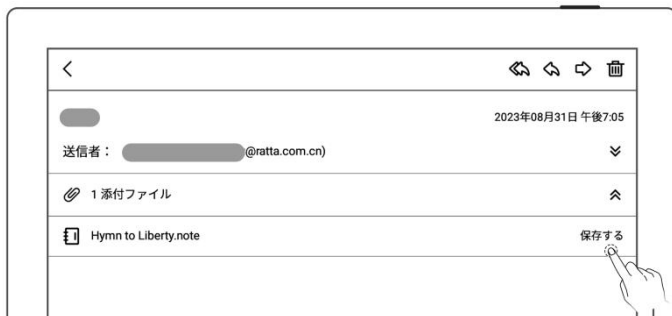 2023年08月31日 午後7:05
送信者： @ratta.com.cn)
1 添付ファイル
Hymn to Liberty.note 保存する